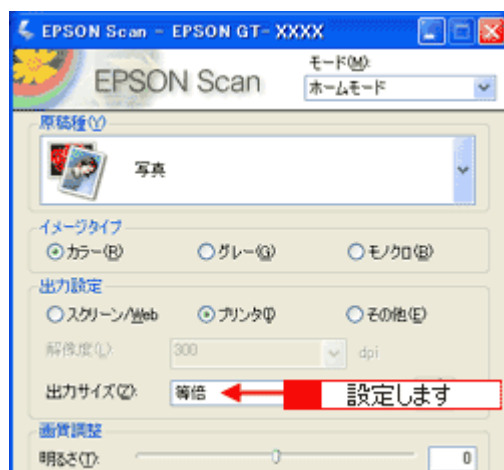 EPSON Scan - EPSON GT-XXXX
EPSON Scan
モード(M):
ホームモード
原稿種(Y)
写真
イメージタイプ
カラー(R) グレー(G) モノクロ(B)
出力設定
スクリーン/Web プリンタ(I) その他(E)
解像度(L): 300 dpi
出力サイズ(Z): 等倍 設定します
画質調整
明るさ(T): 0